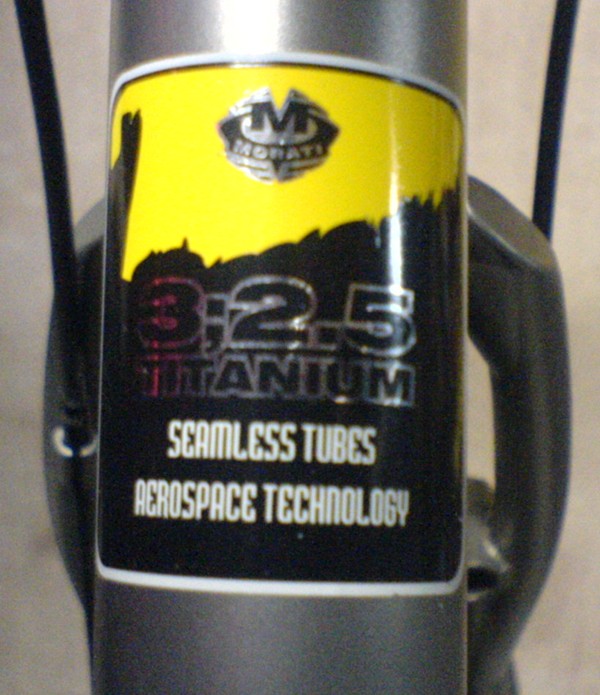 M
MORATI
3;2.5
TITANIUM
SEAMLESS TUBES
AEROSPACE TECHNOLOGY